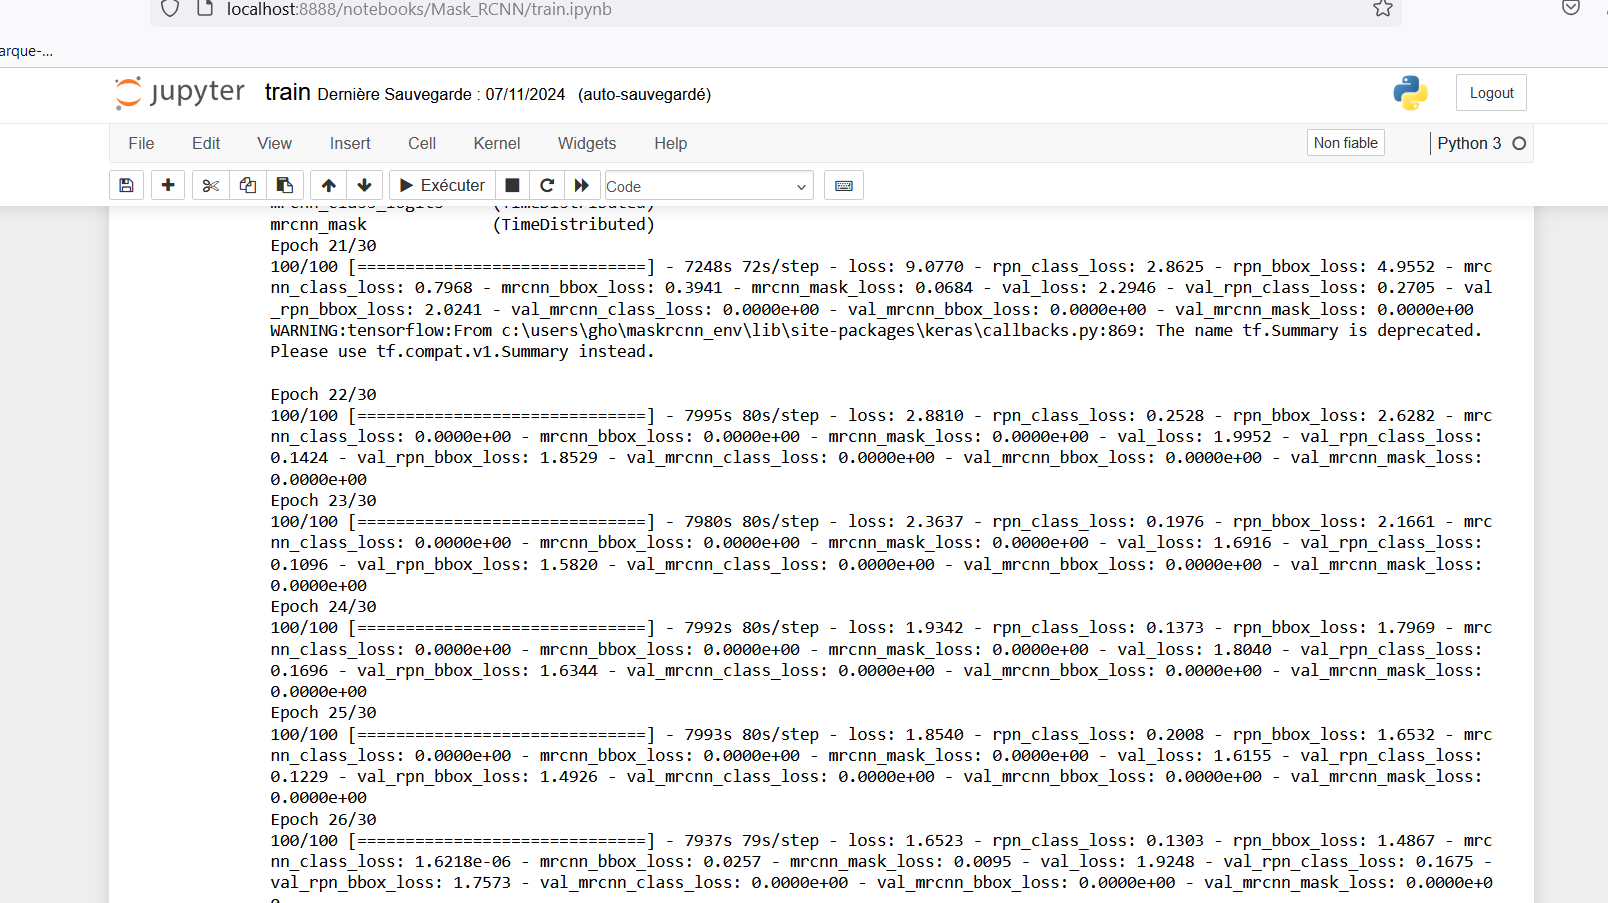 localhost:8888/notebooks/Mask_RCNN/train.ipynb
arque-...
jupyter train Dernière Sauvegarde : 07/11/2024 (auto-sauvegardé)
Logout
File Edit View Insert Cell Kernel Widgets Help
Non fiable
Python 3
Exécuter
Code
mrcnn_class_logits (TimeDistributed)
mrcnn_mask (TimeDistributed)
Epoch 21/30
100/100 [==============================] - 7248s 72s/step - loss: 9.0770 - rpn_class_loss: 2.8625 - rpn_bbox_loss: 4.9552 - mrc
nn_class_loss: 0.7968 - mrcnn_bbox_loss: 0.3941 - mrcnn_mask_loss: 0.0684 - val_loss: 2.2946 - val_rpn_class_loss: 0.2705 - val
_rpn_bbox_loss: 2.0241 - val_mrcnn_class_loss: 0.0000e+00 - val_mrcnn_bbox_loss: 0.0000e+00 - val_mrcnn_mask_loss: 0.0000e+00
WARNING:tensorflow:From c:\users\gho\maskrcnn_env\lib\site-packages\keras\callbacks.py:869: The name tf.Summary is deprecated.
Please use tf.compat.v1.Summary instead.
Epoch 22/30
100/100 [==============================] - 7995s 80s/step - loss: 2.8810 - rpn_class_loss: 0.2528 - rpn_bbox_loss: 2.6282 - mrc
nn_class_loss: 0.0000e+00 - mrcnn_bbox_loss: 0.0000e+00 - mrcnn_mask_loss: 0.0000e+00 - val_loss: 1.9952 - val_rpn_class_loss:
0.1424 - val_rpn_bbox_loss: 1.8529 - val_mrcnn_class_loss: 0.0000e+00 - val_mrcnn_bbox_loss: 0.0000e+00 - val_mrcnn_mask_loss:
0.0000e+00
Epoch 23/30
100/100 [==============================] - 7980s 80s/step - loss: 2.3637 - rpn_class_loss: 0.1976 - rpn_bbox_loss: 2.1661 - mrc
nn_class_loss: 0.0000e+00 - mrcnn_bbox_loss: 0.0000e+00 - mrcnn_mask_loss: 0.0000e+00 - val_loss: 1.6916 - val_rpn_class_loss:
0.1096 - val_rpn_bbox_loss: 1.5820 - val_mrcnn_class_loss: 0.0000e+00 - val_mrcnn_bbox_loss: 0.0000e+00 - val_mrcnn_mask_loss:
0.0000e+00
Epoch 24/30
100/100 [==============================] - 7992s 80s/step - loss: 1.9342 - rpn_class_loss: 0.1373 - rpn_bbox_loss: 1.7969 - mrc
nn_class_loss: 0.0000e+00 - mrcnn_bbox_loss: 0.0000e+00 - mrcnn_mask_loss: 0.0000e+00 - val_loss: 1.8040 - val_rpn_class_loss:
0.1696 - val_rpn_bbox_loss: 1.6344 - val_mrcnn_class_loss: 0.0000e+00 - val_mrcnn_bbox_loss: 0.0000e+00 - val_mrcnn_mask_loss:
0.0000e+00
Epoch 25/30
100/100 [==============================] - 7993s 80s/step - loss: 1.8540 - rpn_class_loss: 0.2008 - rpn_bbox_loss: 1.6532 - mrc
nn_class_loss: 0.0000e+00 - mrcnn_bbox_loss: 0.0000e+00 - mrcnn_mask_loss: 0.0000e+00 - val_loss: 1.6155 - val_rpn_class_loss:
0.1229 - val_rpn_bbox_loss: 1.4926 - val_mrcnn_class_loss: 0.0000e+00 - val_mrcnn_bbox_loss: 0.0000e+00 - val_mrcnn_mask_loss:
0.0000e+00
Epoch 26/30
100/100 [==============================] - 7937s 79s/step - loss: 1.6523 - rpn_class_loss: 0.1303 - rpn_bbox_loss: 1.4867 - mrc
nn_class_loss: 1.6218e-06 - mrcnn_bbox_loss: 0.0257 - mrcnn_mask_loss: 0.0095 - val_loss: 1.9248 - val_rpn_class_loss: 0.1675 -
val_rpn_bbox_loss: 1.7573 - val_mrcnn_class_loss: 0.0000e+00 - val_mrcnn_bbox_loss: 0.0000e+00 - val_mrcnn_mask_loss: 0.0000e+0